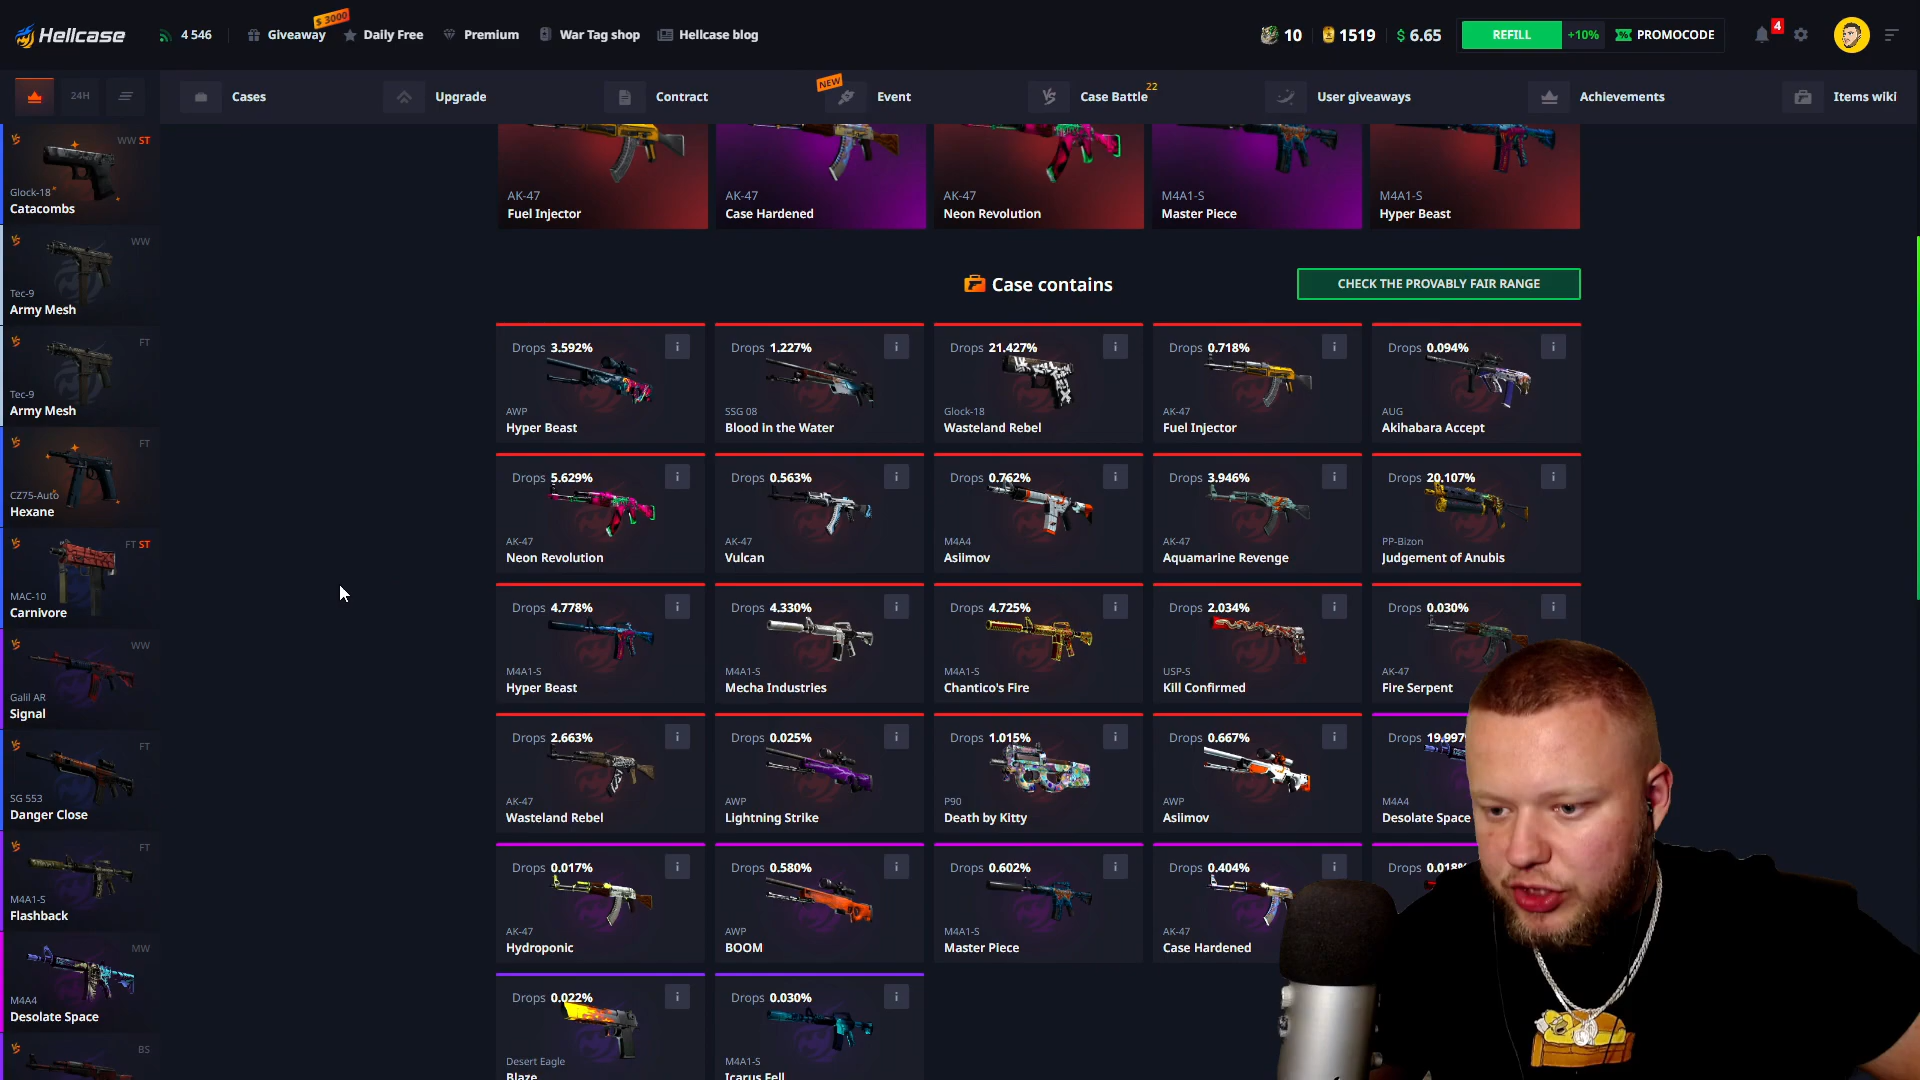 Hellcase
4 546
$ 3000
Giveaway
Daily Free
Premium
War Tag shop
Hellcase blog
10
1519
$ 6.65
REFILL
+10%
PROMOCODE
4
24H
Cases
Upgrade
Contract
NEW
Event
Case Battle 22
User giveaways
Achievements
Items wiki
WW ST
Glock-18*
Catacombs
WW
Tec-9
Army Mesh
FT
Tec-9
Army Mesh
FT
CZ75-Auto
Hexane
FT ST
MAC-10
Carnivore
WW
Galil AR
Signal
FT
SG 553
Danger Close
FT
M4A1-S
Flashback
MW
M4A4
Desolate Space
BS
AK-47
Fuel Injector
AK-47
Case Hardened
AK-47
Neon Revolution
M4A1-S
Master Piece
M4A1-S
Hyper Beast
Case contains
CHECK THE PROVABLY FAIR RANGE
Drops 3.592%
AWP
Hyper Beast
Drops 1.227%
SSG 08
Blood in the Water
Drops 21.427%
Glock-18
Wasteland Rebel
Drops 0.718%
AK-47
Fuel Injector
Drops 0.094%
AUG
Akihabara Accept
Drops 5.629%
AK-47
Neon Revolution
Drops 0.563%
AK-47
Vulcan
Drops 0.762%
M4A4
Asiimov
Drops 3.946%
AK-47
Aquamarine Revenge
Drops 20.107%
PP-Bizon
Judgement of Anubis
Drops 4.778%
M4A1-S
Hyper Beast
Drops 4.330%
M4A1-S
Mecha Industries
Drops 4.725%
M4A1-S
Chantico's Fire
Drops 2.034%
USP-S
Kill Confirmed
Drops 0.030%
AK-47
Fire Serpent
Drops 2.663%
AK-47
Wasteland Rebel
Drops 0.025%
AWP
Lightning Strike
Drops 1.015%
P90
Death by Kitty
Drops 0.667%
AWP
Asiimov
Drops 19.997%
M4A4
Desolate Space
Drops 0.017%
AK-47
Hydroponic
Drops 0.580%
AWP
BOOM
Drops 0.602%
M4A1-S
Master Piece
Drops 0.404%
AK-47
Case Hardened
Drops 0.018%
Drops 0.022%
Desert Eagle
Blaze
Drops 0.030%
M4A1-S
Icarus Fell